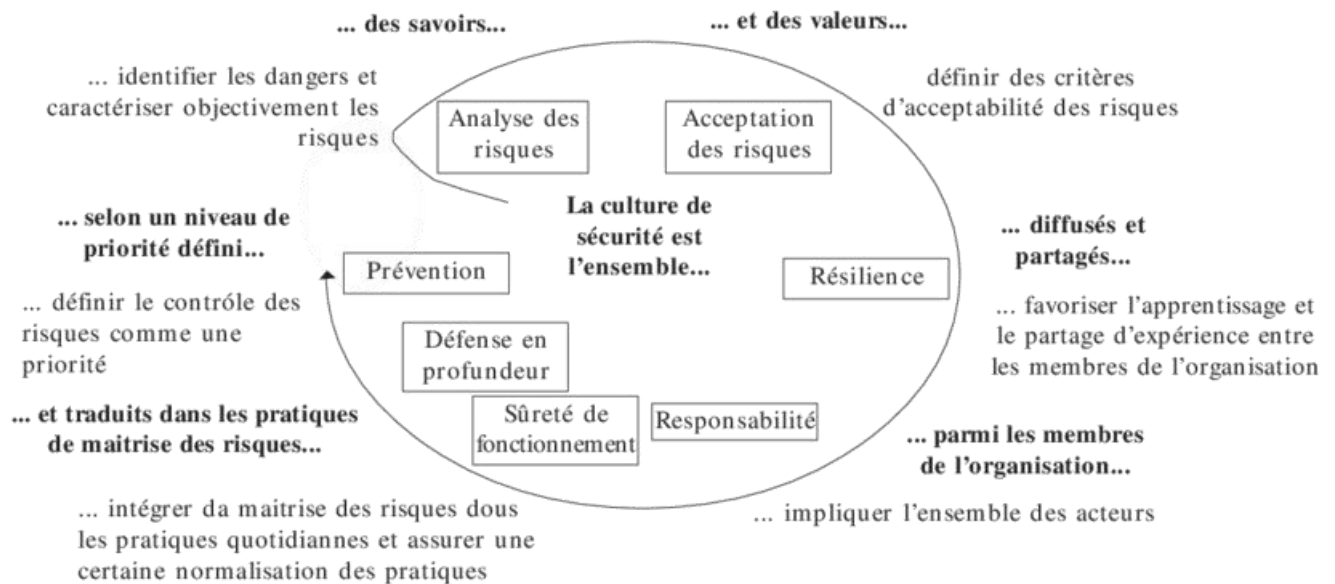 ... des savoirs...
... et des valeurs...
... identifier les dangers et
caractériser objectivement les
risques
définir des critères
d'acceptabilité des risques
Analyse des
risques
Acceptation
des risques
La culture de
sécurité est
l'ensemble...
... selon un niveau de
priorité défini...
... diffusés et
partagés...
Prévention
Résilience
... définir le contrôle des
risques comme une
priorité
... favoriser l'apprentissage et
le partage d'expérience entre
les membres de l'organisation
Défense en
profondeur
... et traduits dans les pratiques
de maitrise des risques...
Sûreté de
fonctionnement
Responsabilité
... parmi les membres
de l'organisation...
... intégrer da maitrise des risques dous
les pratiques quotidiannes et assurer une
certaine normalisation des pratiques
... impliquer l'ensemble des acteurs